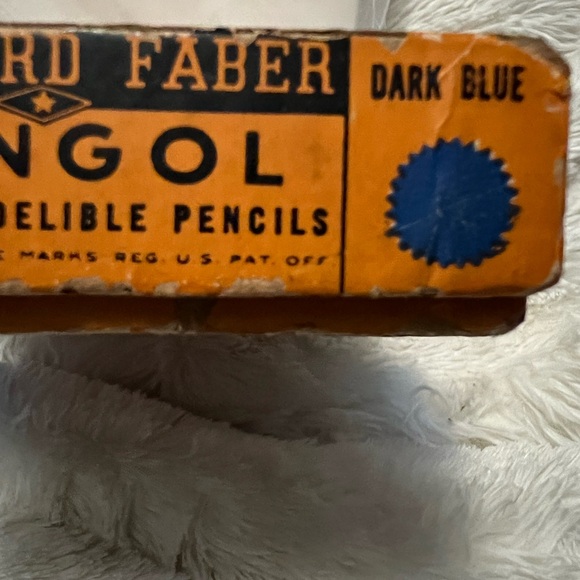 RD FABER
NGOL
DELIBLE PENCILS
E MARKS REG. U.S. PAT. OFF.
DARK BLUE